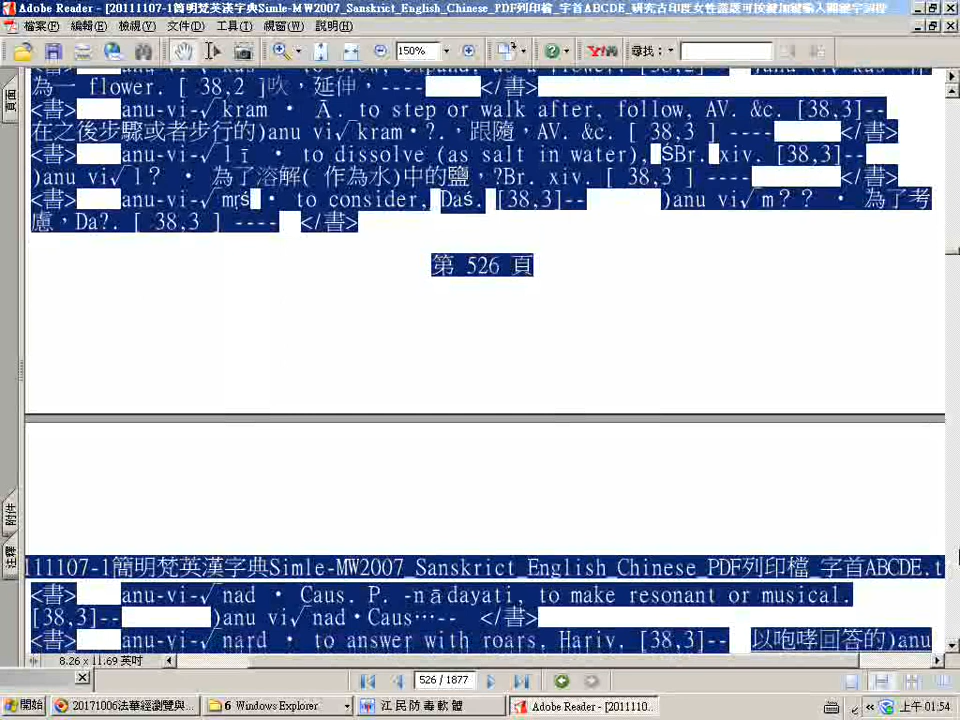 Adobe Reader - [20111107-1簡明梵英漢字典Simle-MW2007_Sanskrict_English_Chinese_PDF列印檔_字首ABCDE_研究古印度女性議題可按鍵加鍵輸入關鍵字詞搜
檔案(F) 編輯(E) 檢視(V) 文件(D) 工具(T) 視窗(W) 說明(H)
150% 尋找：
頁面
為一 flower. [ 38,2 ]吹，延伸，---- </書>
<書> anu-vi-√kram • Ā. to step or walk after, follow, AV. &c. [38,3]--
在之後步驟或者步行的)anu vi√kram•?.，跟隨，AV. &c. [ 38,3 ] ---- </書>
<書> anu-vi-√lī • to dissolve (as salt in water), ŚBr. xiv. [38,3]--
)anu vi√l? • 為了溶解( 作為水)中的鹽，?Br. xiv. [ 38,3 ] ---- </書>
<書> anu-vi-√mṛś • to consider, Daś. [38,3]-- )anu vi√m?? • 為了考
慮，Da?. [ 38,3 ] ---- </書>
第 526 頁
附件
注釋
111107-1簡明梵英漢字典Simle-MW2007_Sanskrict_English_Chinese_PDF列印檔_字首ABCDE.t
<書> anu-vi-√nad • Caus. P. -nādayati, to make resonant or musical.
[38,3]-- )anu vi√nad•Caus…-- </書>
<書> anu-vi-√nard • to answer with roars, Hariv. [38,3]-- 以咆哮回答的)anu
8.26 x 11.69 英吋
526 / 1877
開始 20171006法華經瀏覽與... 6 Windows Explorer 江民防毒軟體 Adobe Reader - [2011110... 上午 01:54